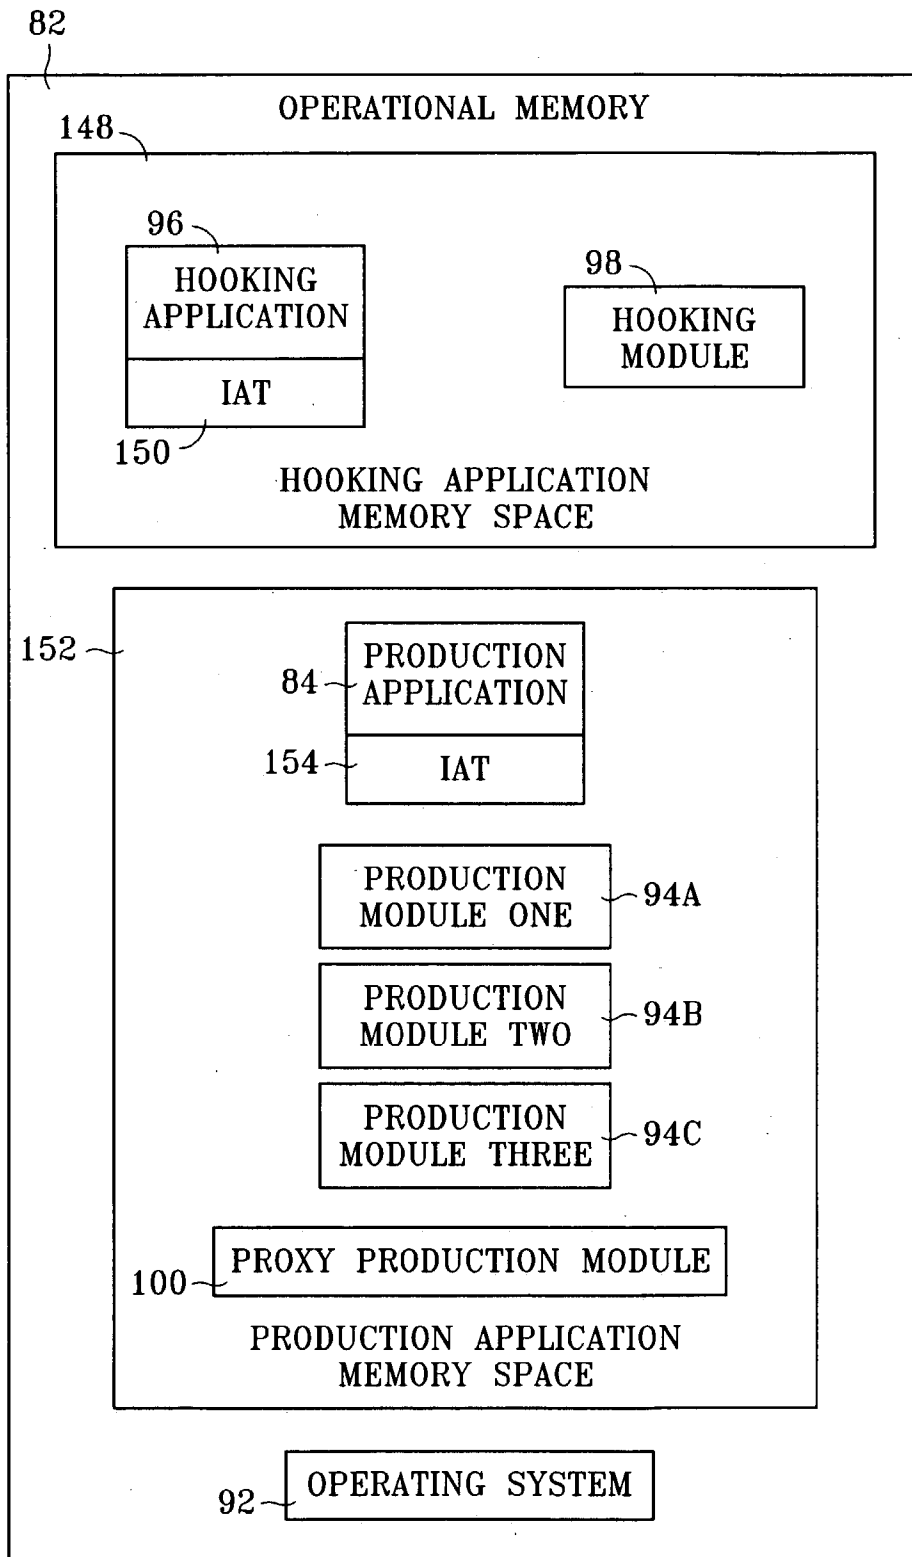 82
OPERATIONAL MEMORY
148
96
HOOKING
APPLICATION
IAT
150
98
HOOKING
MODULE
HOOKING APPLICATION
MEMORY SPACE
152
PRODUCTION
APPLICATION
84
154
IAT
PRODUCTION
MODULE ONE
94A
PRODUCTION
MODULE TWO
94B
PRODUCTION
MODULE THREE
94C
PROXY PRODUCTION MODULE
100
PRODUCTION APPLICATION
MEMORY SPACE
OPERATING SYSTEM
92